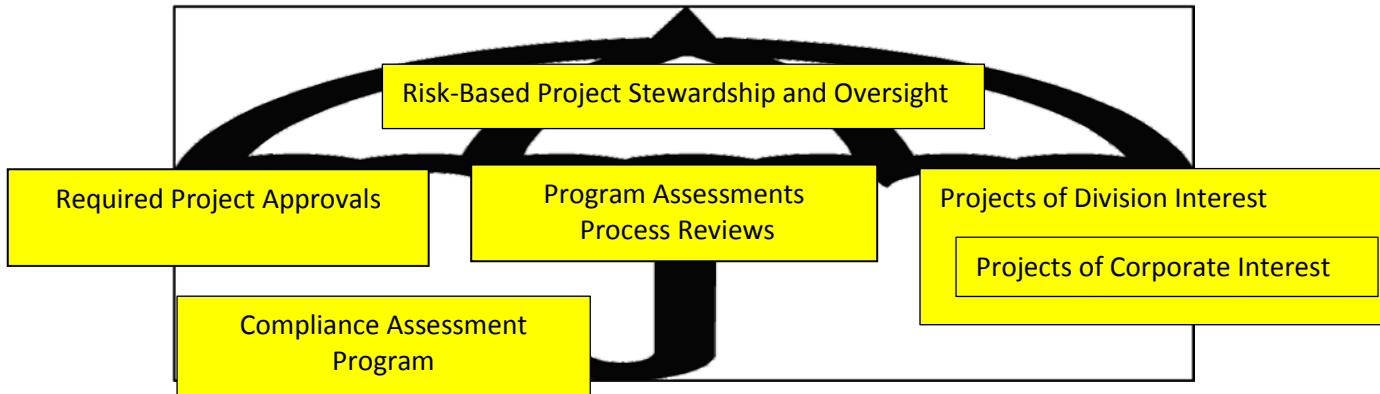 Risk-Based Project Stewardship and Oversight
Required Project Approvals
Program Assessments
Process Reviews
Projects of Division Interest
Projects of Corporate Interest
Compliance Assessment
Program